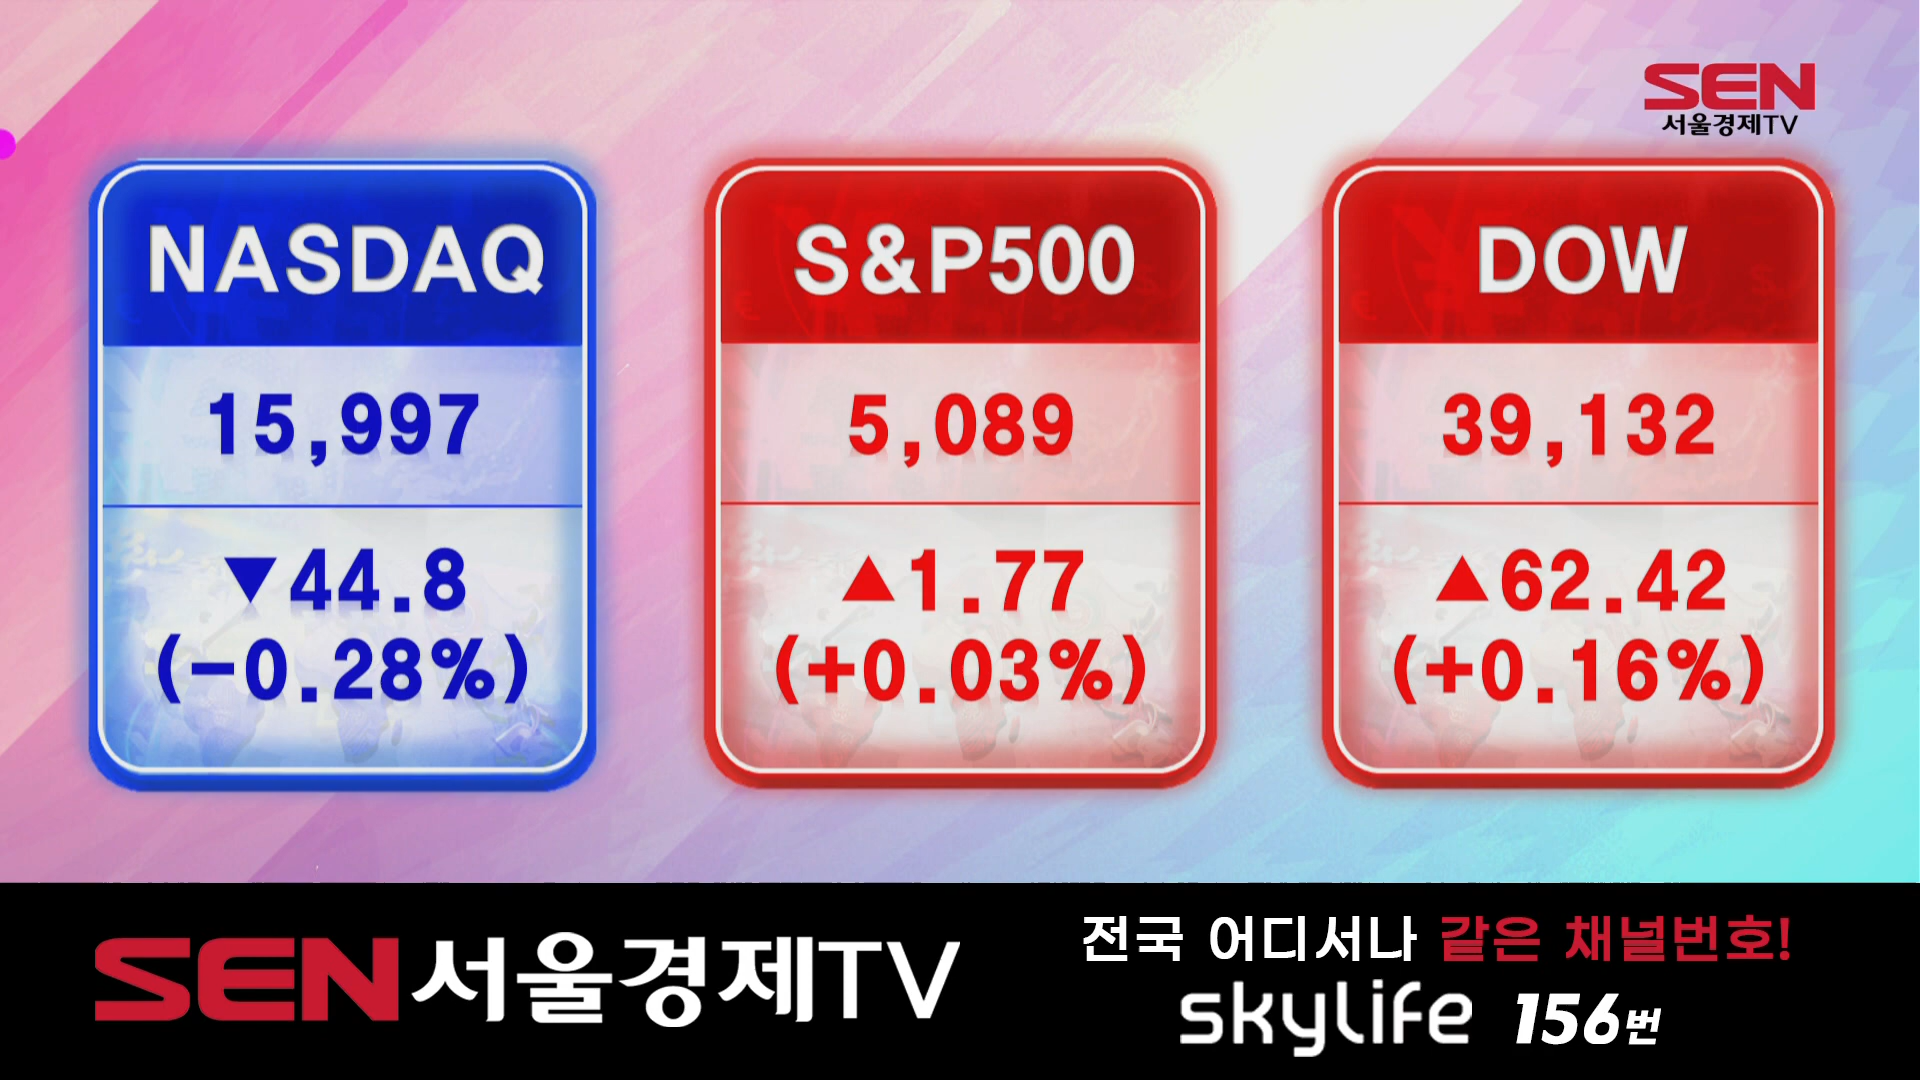 SEN
서울경제TV
NASDAQ
15,997
▼44.8
(-0.28%)
S&P500
5,089
▲1.77
(+0.03%)
DOW
39,132
▲62.42
(+0.16%)
SEN서울경제TV
전국 어디서나 같은 채널번호!
skylife 156번